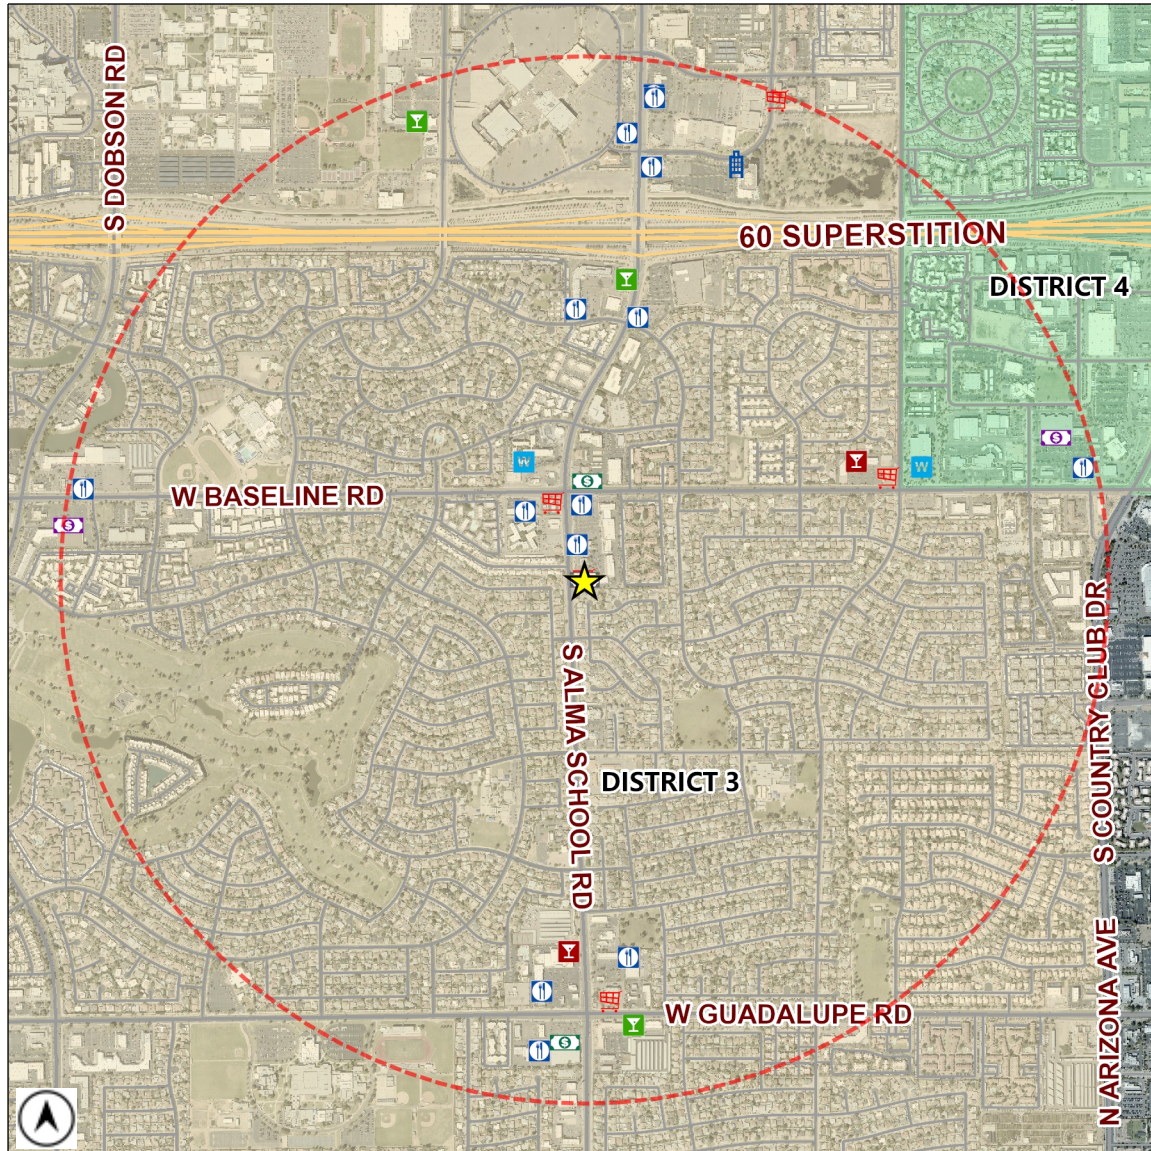 S DOBSON RD
60 SUPERSTITION
DISTRICT 4
W
W
$
$
W BASELINE RD
$
S ALMA SCHOOL RD
S COUNTRY CLUB DR
DISTRICT 3
W GUADALUPE RD
$
N ARIZONA AVE